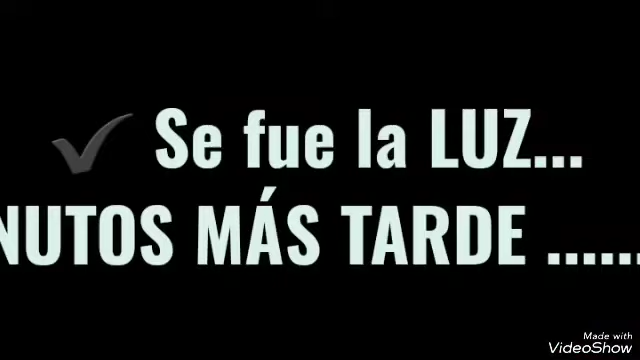 ✔ Se fue la LUZ...
NUTOS MÁS TARDE ......
Made with
VideoShow